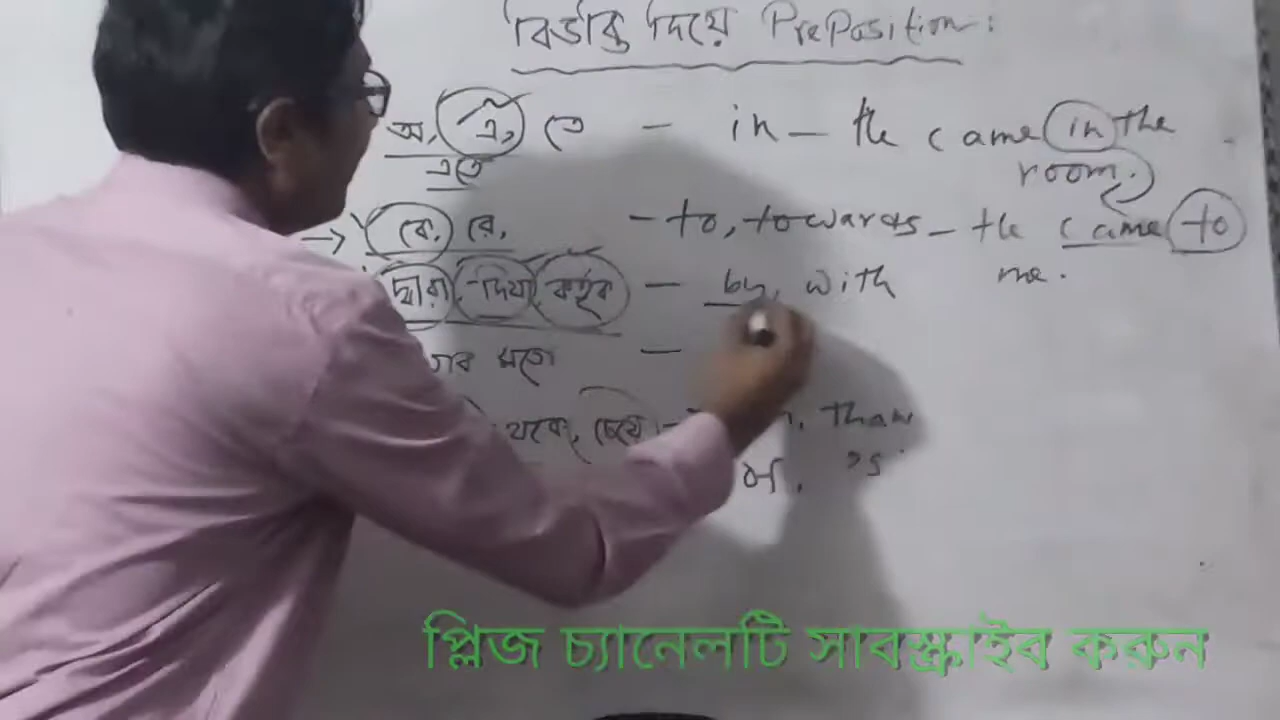 বিভক্তি দিয়ে Preposition:
অ, এ, তে - in - He came in the room.
এতে
→ কে, রে, - to, towards - He came to me.
দ্বারা, দিয়া, কর্তৃক - by, with
তার মতো -
থেকে, চেয়ে - than
of, 's
প্লিজ চ্যানেলটি সাবস্ক্রাইব করুন